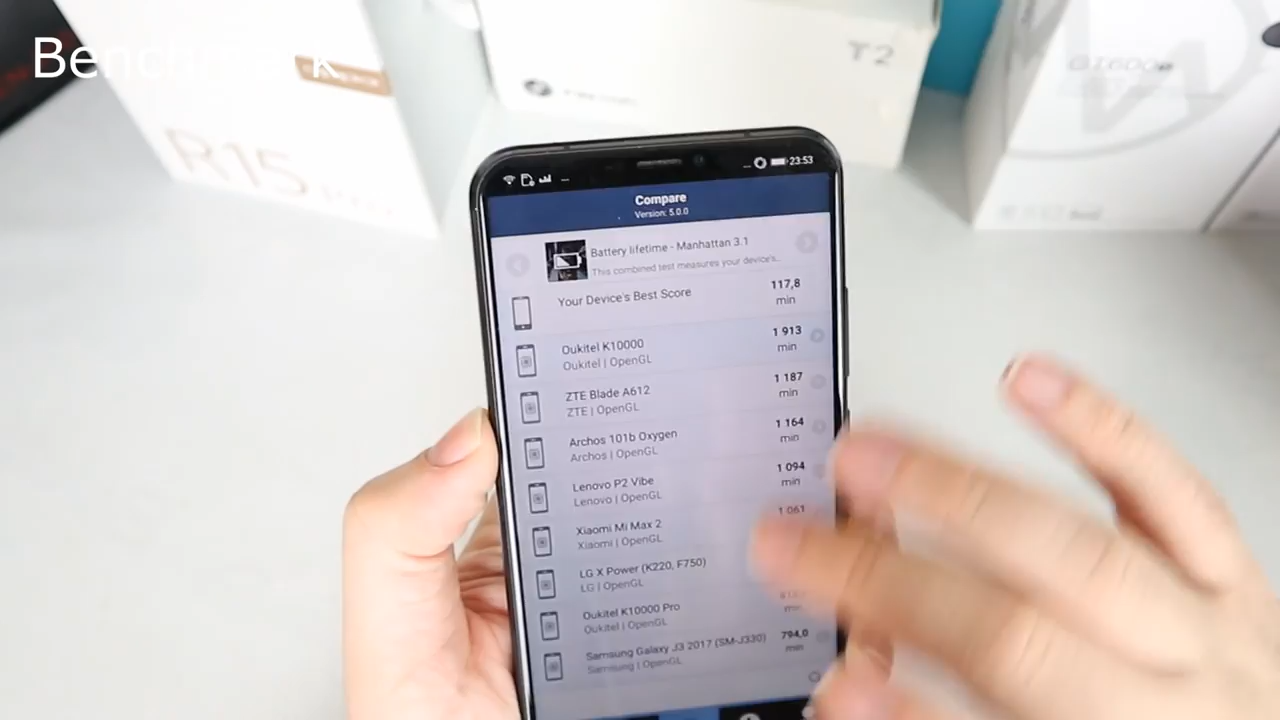 Benchmark
R15
T2
23:53
Compare
Version: 5.0.0
Battery lifetime - Manhattan 3.1
This combined test measures your device's...
Your Device's Best Score
117,8
min
Oukitel K10000
Oukitel | OpenGL
1 913
min
ZTE Blade A612
ZTE | OpenGL
1 187
min
Archos 101b Oxygen
Archos | OpenGL
1 164
min
Lenovo P2 Vibe
Lenovo | OpenGL
1 094
min
Xiaomi Mi Max 2
Xiaomi | OpenGL
1 061
LG X Power (K220, F750)
LG | OpenGL
Oukitel K10000 Pro
Oukitel | OpenGL
min
Samsung Galaxy J3 2017 (SM-J330)
Samsung | OpenGL
794,0
min